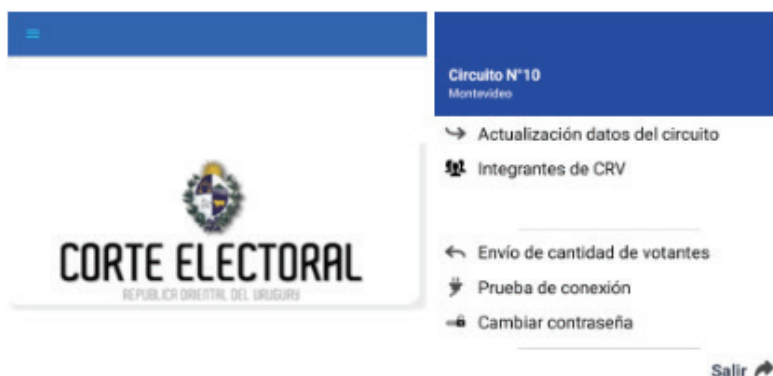 CORTE ELECTORAL
REPUBLICA ORIENTAL DEL URUGUAY
Circuito N°10
Montevideo
Actualización datos del circuito
Integrantes de CRV
Envío de cantidad de votantes
Prueba de conexión
Cambiar contraseña
Salir